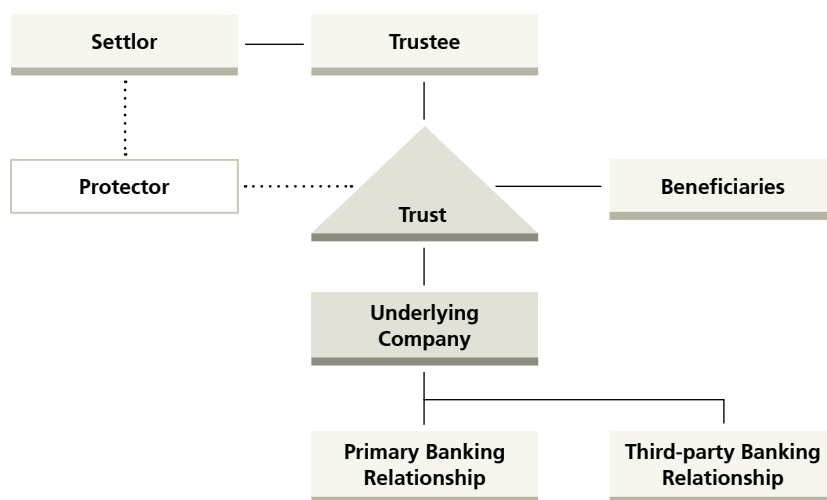 Settlor
Trustee
Protector
Trust
Beneficiaries
Underlying
Company
Primary Banking
Relationship
Third-party Banking
Relationship